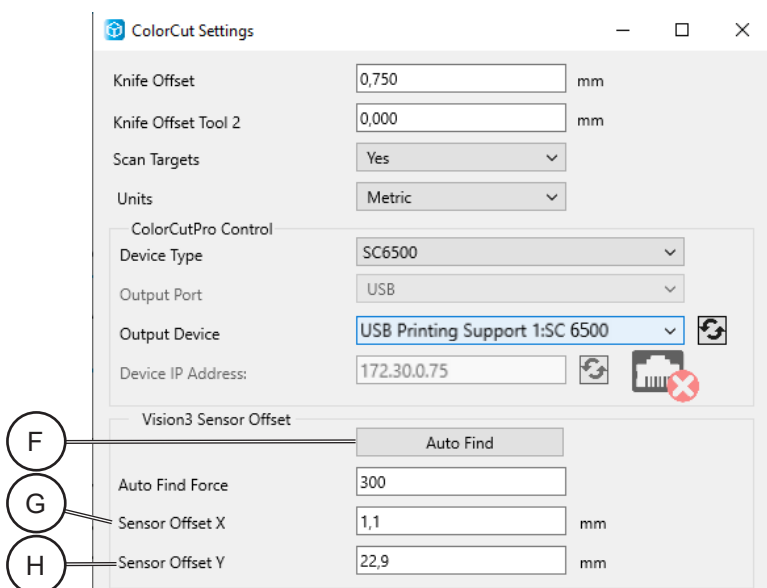 ColorCut Settings
Knife Offset 0,750 mm
Knife Offset Tool 2 0,000 mm
Scan Targets Yes
Units Metric
ColorCutPro Control
Device Type SC6500
Output Port USB
Output Device USB Printing Support 1:SC 6500
Device IP Address: 172.30.0.75
Vision3 Sensor Offset
F Auto Find
Auto Find Force 300
G Sensor Offset X 1,1 mm
H Sensor Offset Y 22,9 mm